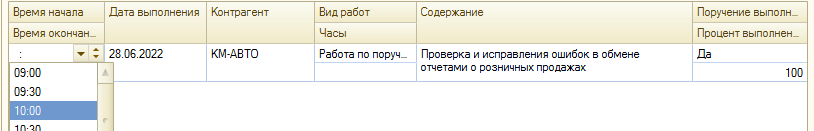 Время начала Дата выполнения Контрагент Вид работ Содержание Поручение выполн...
Время окончан... Часы Процент выполнен...
: 28.06.2022 КМ-АВТО Работа по поруч... Проверка и исправления ошибок в обмене Да
отчетами о розничных продажах 100
09:00
09:30
10:00
10:30